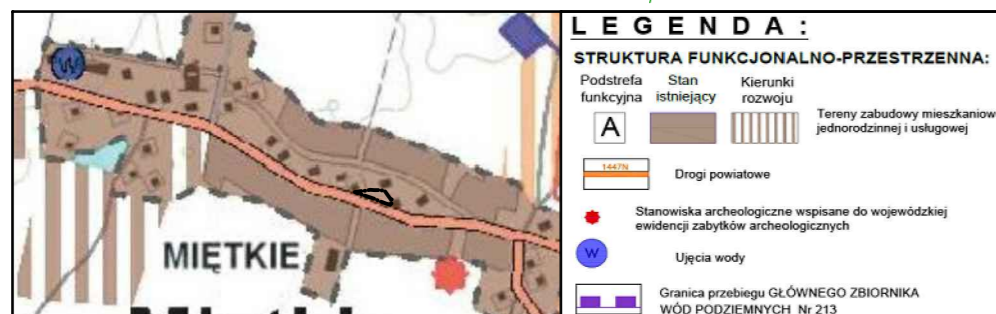 LEGENDA:
STRUKTURA FUNKCJONALNO-PRZESTRZENNA:
Podstrefa funkcyjna
Stan istniejący
Kierunki rozwoju
A
Tereny zabudowy mieszkaniow
jednorodzinnej i usługowej
1447N
Drogi powiatowe
Stanowiska archeologiczne wspisane do wojewódzkiej
ewidencji zabytków archeologicznych
W
Ujęcia wody
Granica przebiegu GŁÓWNEGO ZBIORNIKA
WÓD PODZIEMNYCH Nr 213
W
MIĘTKIE